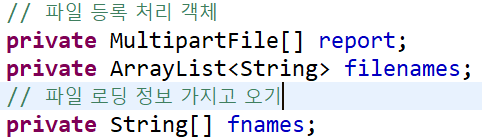 // 파일 등록 처리 객체
private MultipartFile[] report;
private ArrayList<String> filenames;
// 파일 로딩 정보 가지고 오기
private String[] fnames;